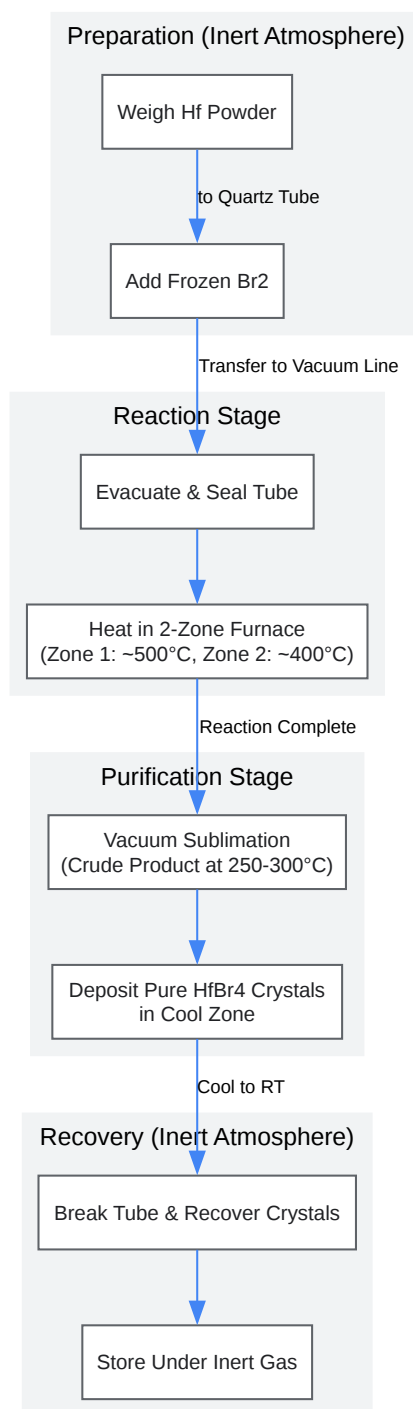 Preparation (Inert Atmosphere)
Weigh Hf Powder
to Quartz Tube
Add Frozen Br2
Transfer to Vacuum Line
Reaction Stage
Evacuate & Seal Tube
Heat in 2-Zone Furnace
(Zone 1: ~500°C, Zone 2: ~400°C)
Reaction Complete
Purification Stage
Vacuum Sublimation
(Crude Product at 250-300°C)
Deposit Pure HfBr4 Crystals
in Cool Zone
Cool to RT
Recovery (Inert Atmosphere)
Break Tube & Recover Crystals
Store Under Inert Gas